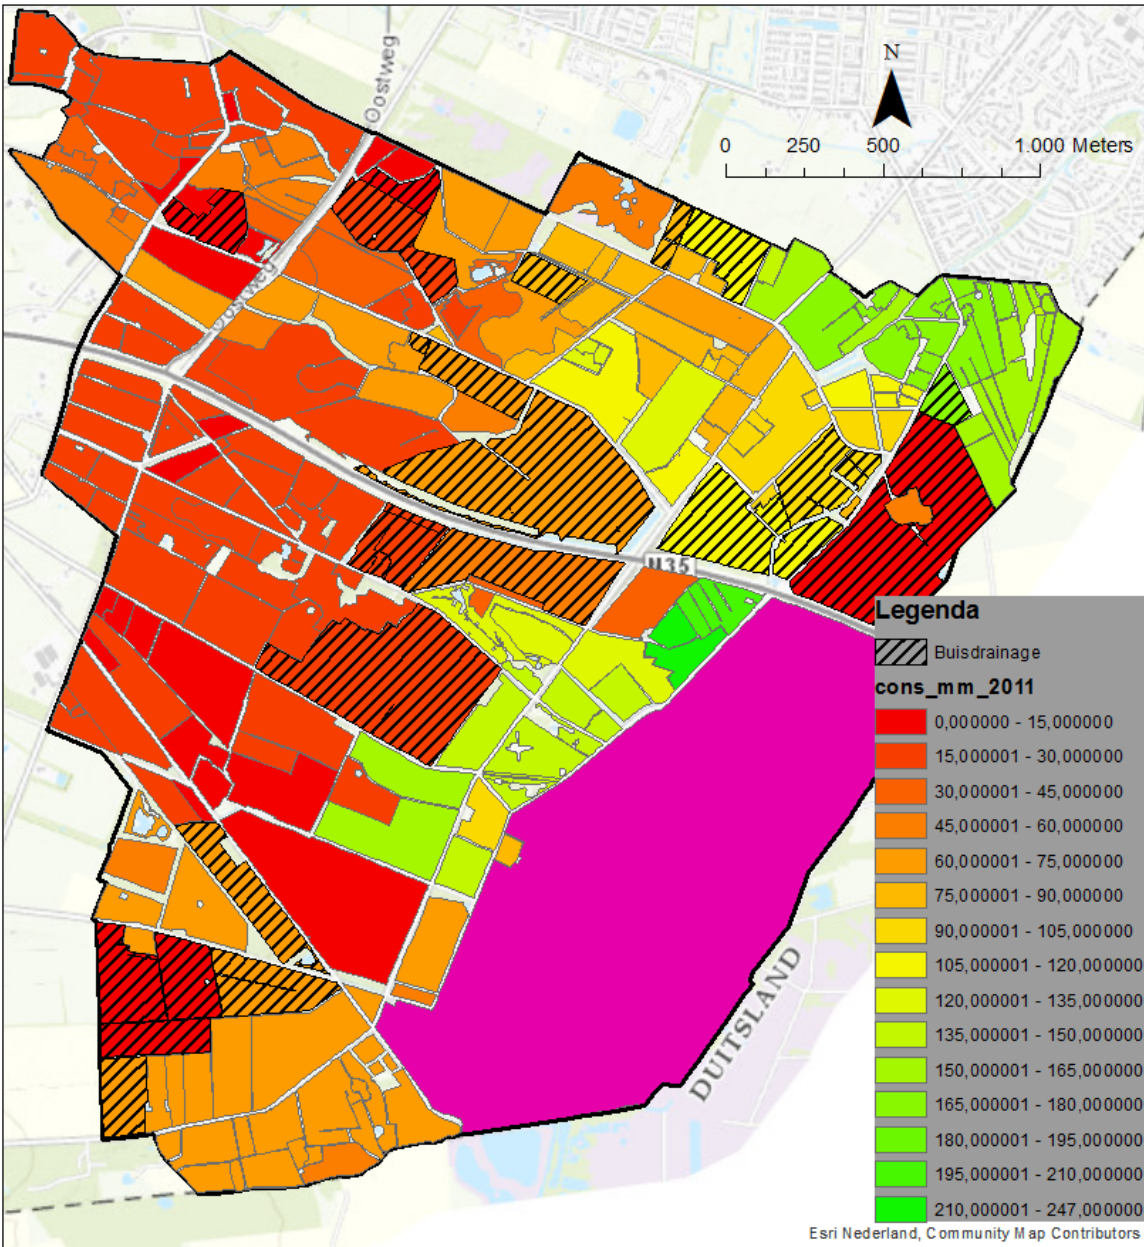 Oostweg
N
0 250 500 1.000 Meters
Oostweg
N35
Legenda
Buisdrainage
cons_mm_2011
0,000000 - 15,000000
15,000001 - 30,000000
30,000001 - 45,000000
45,000001 - 60,000000
60,000001 - 75,000000
75,000001 - 90,000000
90,000001 - 105,000000
105,000001 - 120,000000
120,000001 - 135,000000
135,000001 - 150,000000
150,000001 - 165,000000
165,000001 - 180,000000
180,000001 - 195,000000
195,000001 - 210,000000
210,000001 - 247,000000
DUITSLAND
Esri Nederland, Community Map Contributors